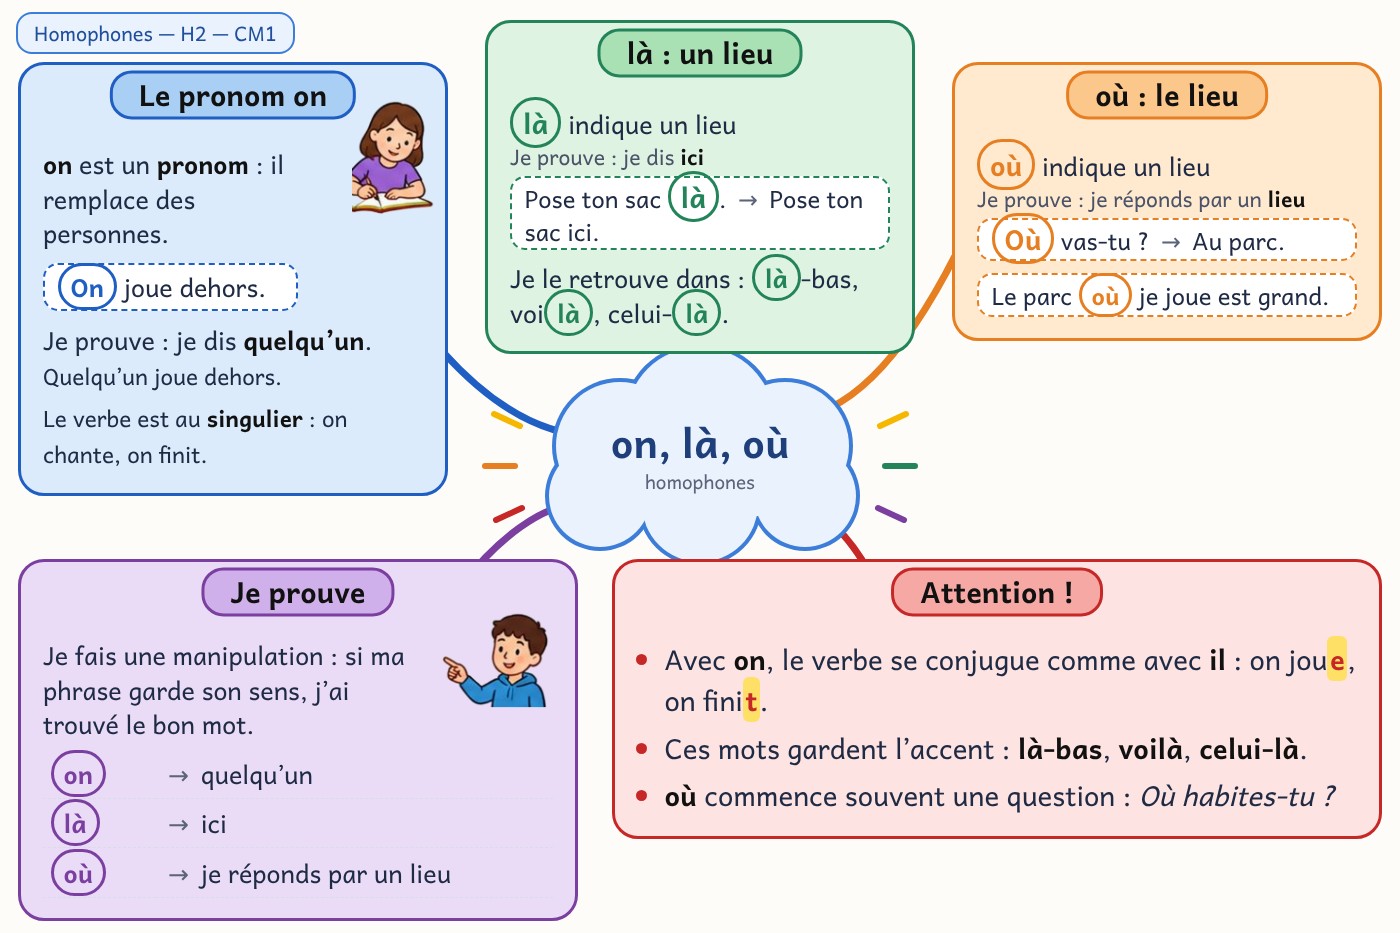 Homophones — H2 — CM1
Le pronom on
on est un pronom : il
remplace des
personnes.
On joue dehors.
Je prouve : je dis quelqu’un.
Quelqu’un joue dehors.
Le verbe est au singulier : on
chante, on finit.
là : un lieu
là indique un lieu
Je prouve : je dis ici
Pose ton sac là. → Pose ton
sac ici.
Je le retrouve dans : là-bas,
voilà, celui-là.
où : le lieu
où indique un lieu
Je prouve : je réponds par un lieu
Où vas-tu ? → Au parc.
Le parc où je joue est grand.
on, là, où
homophones
Je prouve
Je fais une manipulation : si ma
phrase garde son sens, j’ai
trouvé le bon mot.
on → quelqu’un
là → ici
où → je réponds par un lieu
Attention !
• Avec on, le verbe se conjugue comme avec il : on joue,
on finit.
• Ces mots gardent l’accent : là-bas, voilà, celui-là.
• où commence souvent une question : Où habites-tu ?